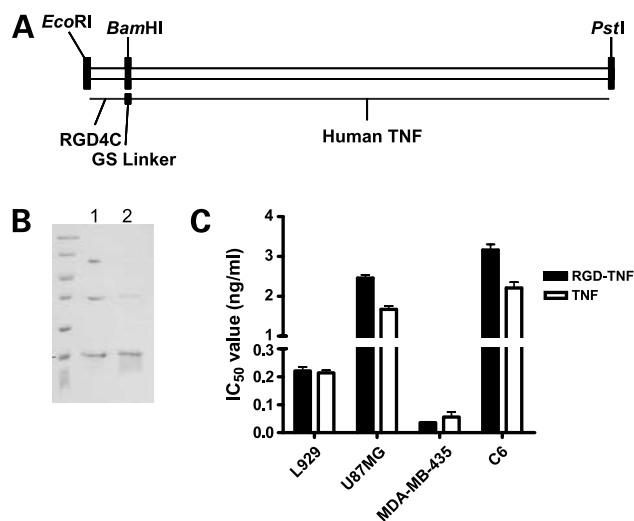 A
EcoRI
BamHI
PstI
RGD4C
GS Linker
Human TNF
B
1 2
C
IC50 value (ng/ml)
4
3
2
1
0.3
0.2
0.1
0.0
L929
U87MG
MDA-MB-435
C6
RGD-TNF
TNF